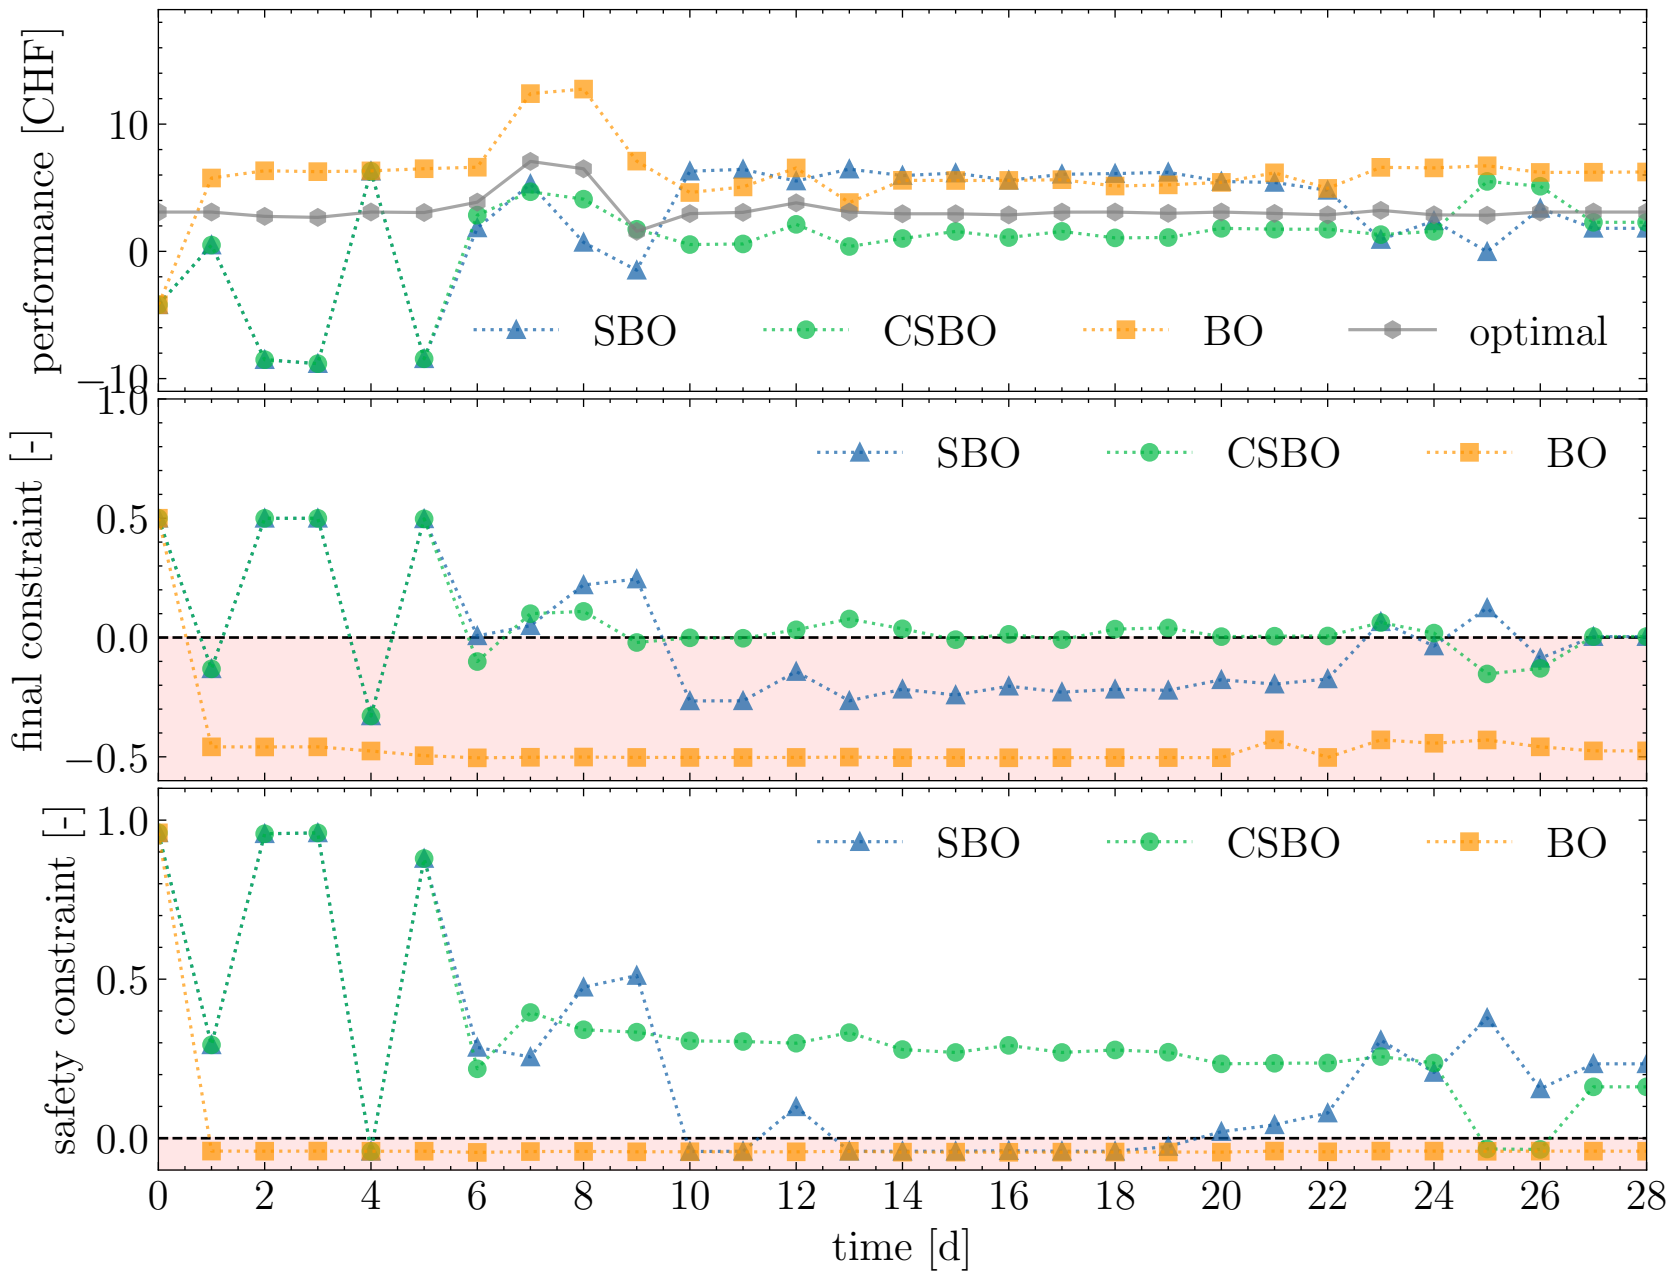 performance [CHF]
10
0
−10
SBO CSBO BO optimal
final constraint [-]
1.0
0.5
0.0
−0.5
SBO CSBO BO
safety constraint [-]
1.0
0.5
0.0
SBO CSBO BO
0 2 4 6 8 10 12 14 16 18 20 22 24 26 28
time [d]